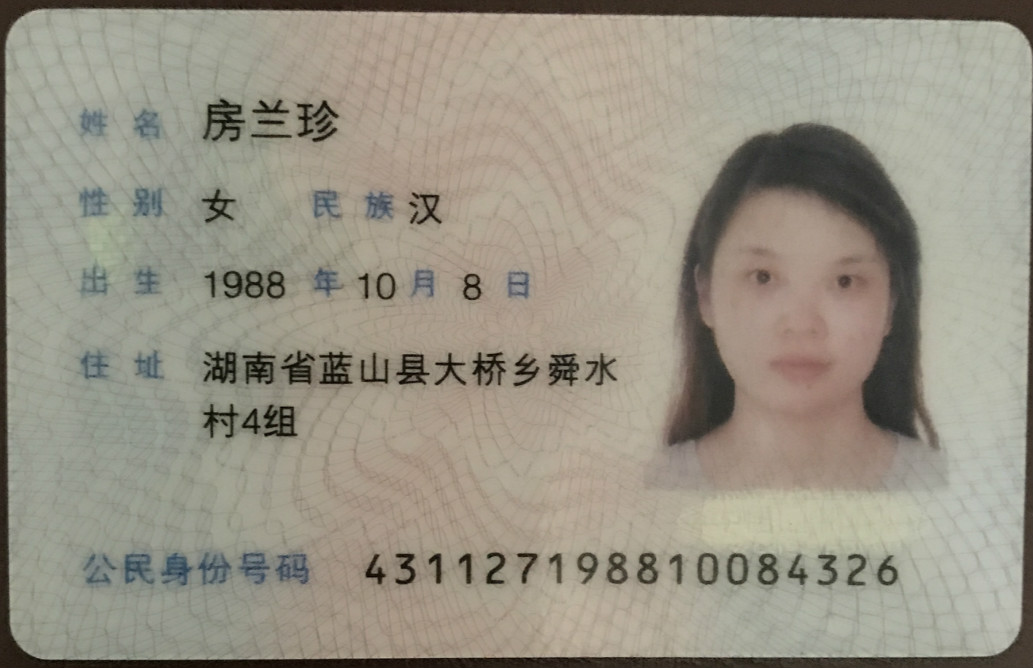 姓名 房兰珍
性别 女 民族 汉
出生 1988 年 10 月 8 日
住址 湖南省蓝山县大桥乡舜水
村4组
公民身份号码 431127198810084326